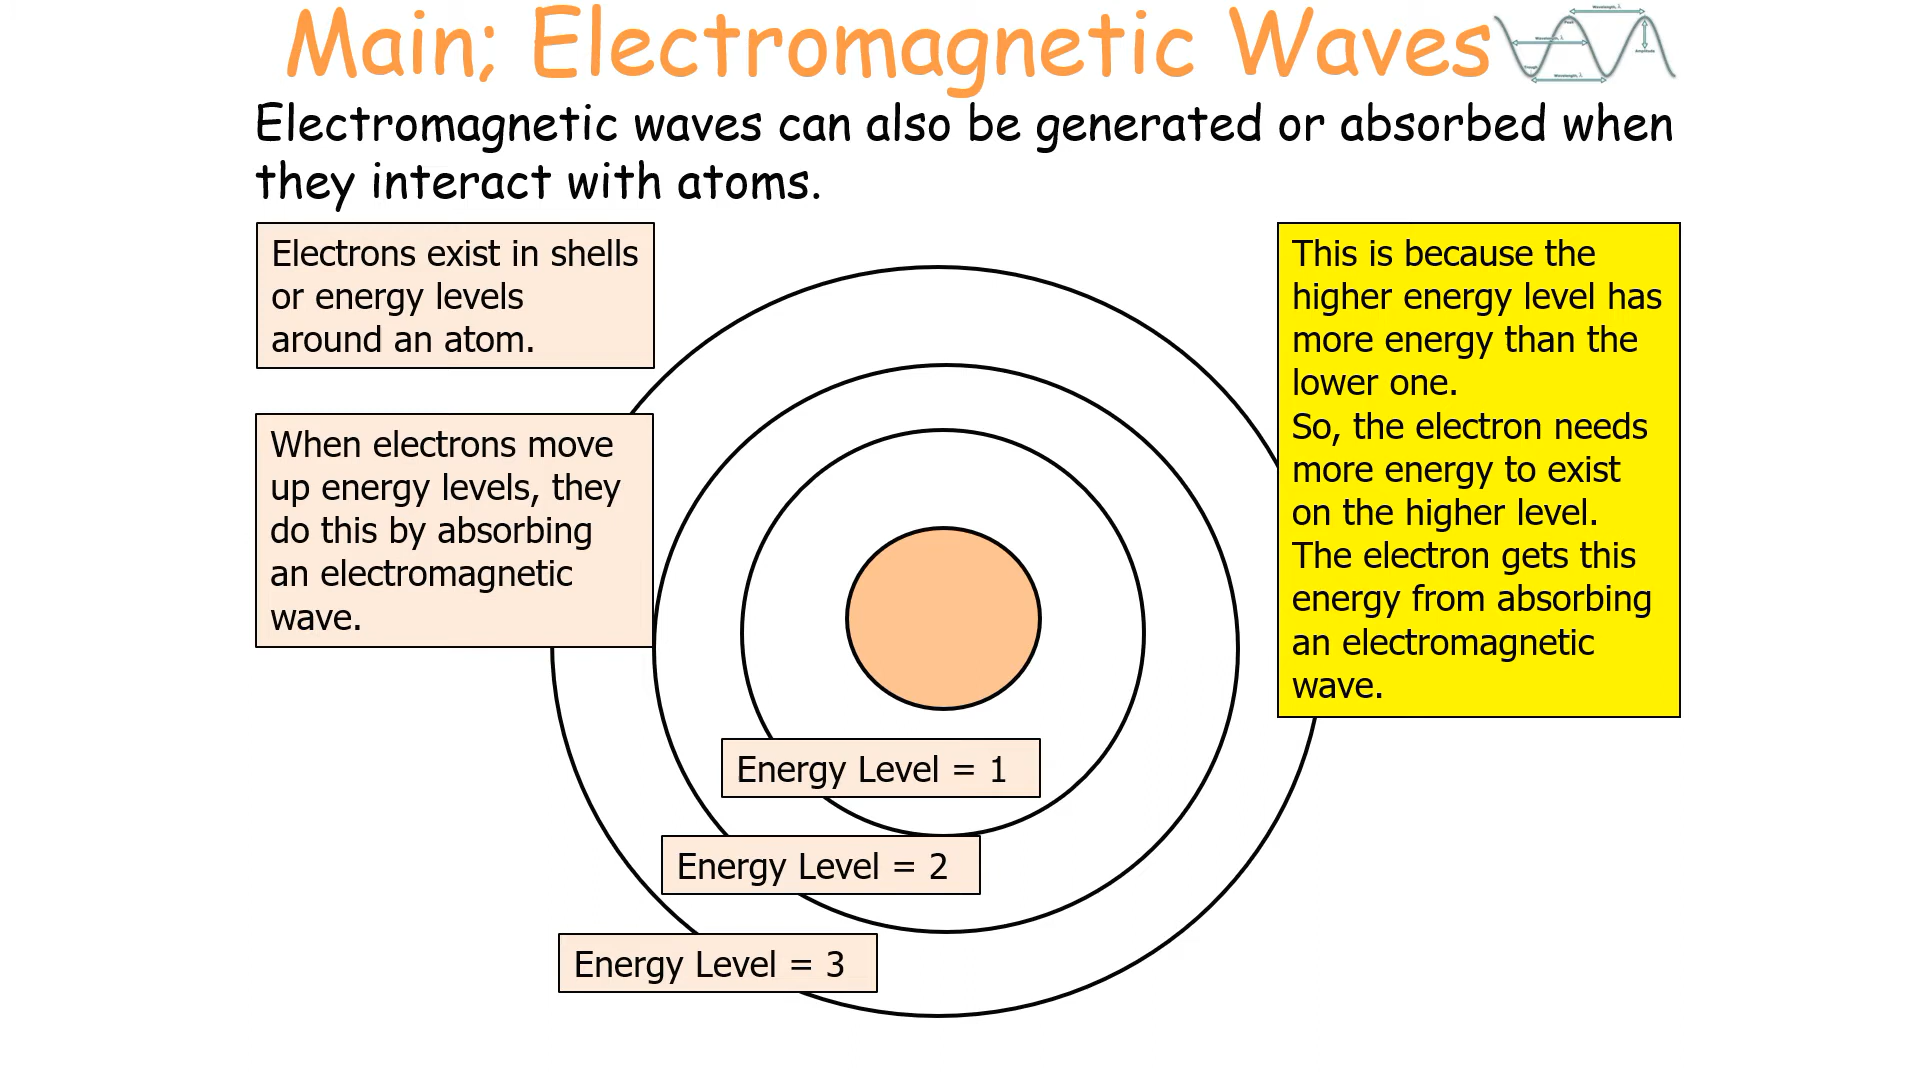 Main; Electromagnetic Waves
Wavelength, λ
Wavelength, λ
Amplitude
Wavelength, λ
Electromagnetic waves can also be generated or absorbed when
they interact with atoms.
Electrons exist in shells
or energy levels
around an atom.
When electrons move
up energy levels, they
do this by absorbing
an electromagnetic
wave.
This is because the
higher energy level has
more energy than the
lower one.
So, the electron needs
more energy to exist
on the higher level.
The electron gets this
energy from absorbing
an electromagnetic
wave.
Energy Level = 1
Energy Level = 2
Energy Level = 3